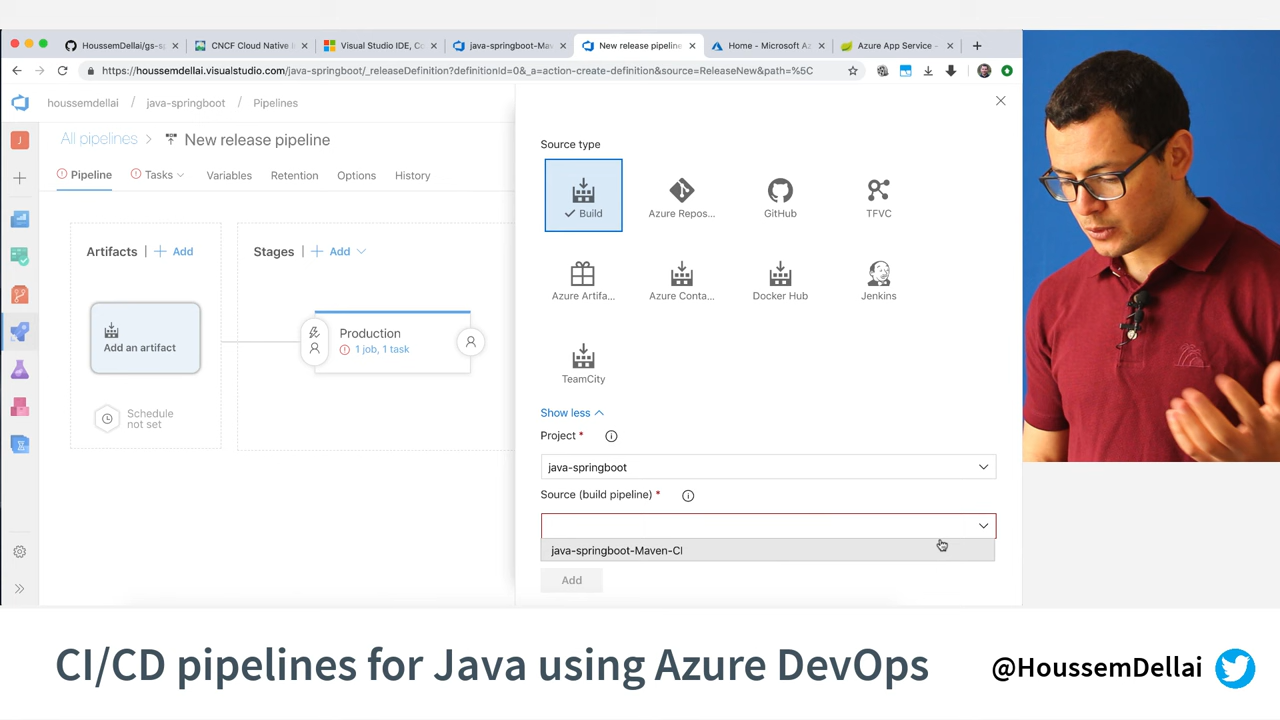 HoussemDellai/gs-s
CNCF Cloud Native I
Visual Studio IDE, Co
java-springboot-Mav
New release pipeline
Home - Microsoft Az
Azure App Service -
https://houssemdellai.visualstudio.com/java-springboot/_releaseDefinition?definitionId=0&_a=action-create-definition&source=ReleaseNew&path=%5C
houssemdellai / java-springboot / Pipelines
J
All pipelines > New release pipeline
Pipeline Tasks Variables Retention Options History
Artifacts | + Add
Stages | + Add
Add an artifact
Production
1 job, 1 task
Schedule
not set
Source type
Build
Azure Repos...
GitHub
TFVC
Azure Artifa...
Azure Conta...
Docker Hub
Jenkins
TeamCity
Show less
Project *
java-springboot
Source (build pipeline) *
java-springboot-Maven-CI
Add
CI/CD pipelines for Java using Azure DevOps
@HoussemDellai